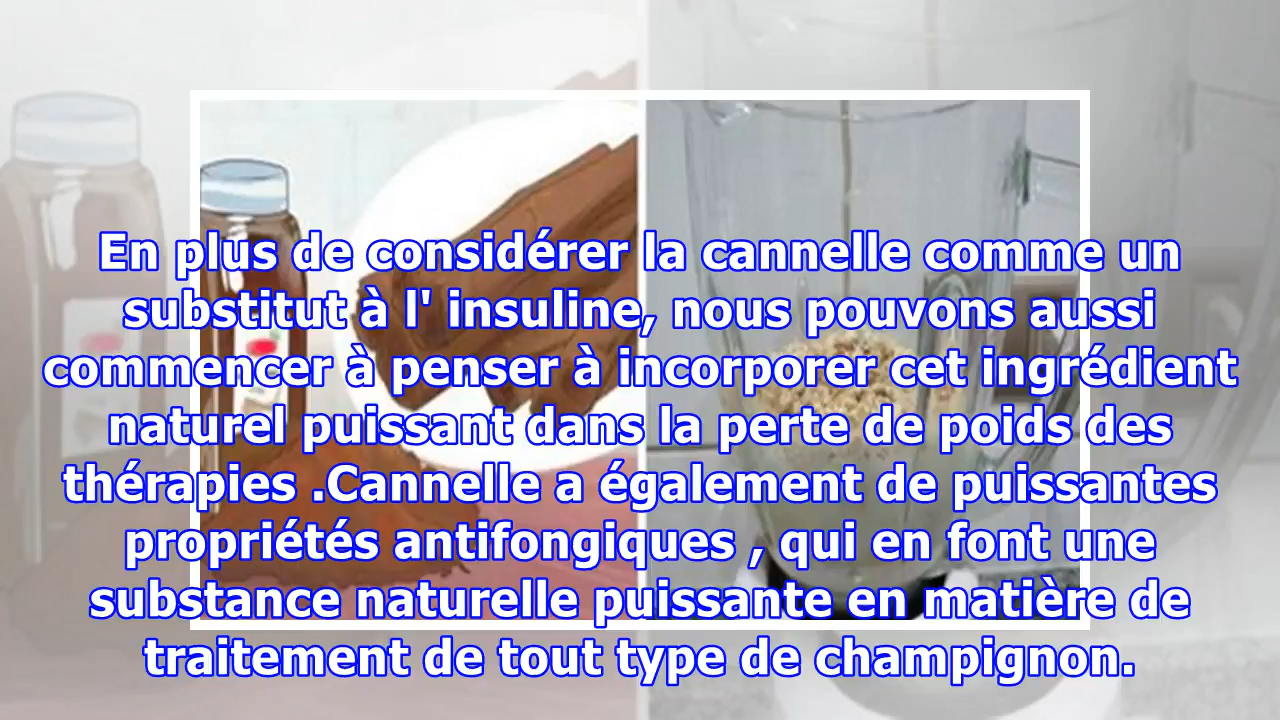 En plus de considérer la cannelle comme un
substitut à l' insuline, nous pouvons aussi
commencer à penser à incorporer cet ingrédient
naturel puissant dans la perte de poids des
thérapies .Cannelle a également de puissantes
propriétés antifongiques , qui en font une
substance naturelle puissante en matière de
traitement de tout type de champignon.